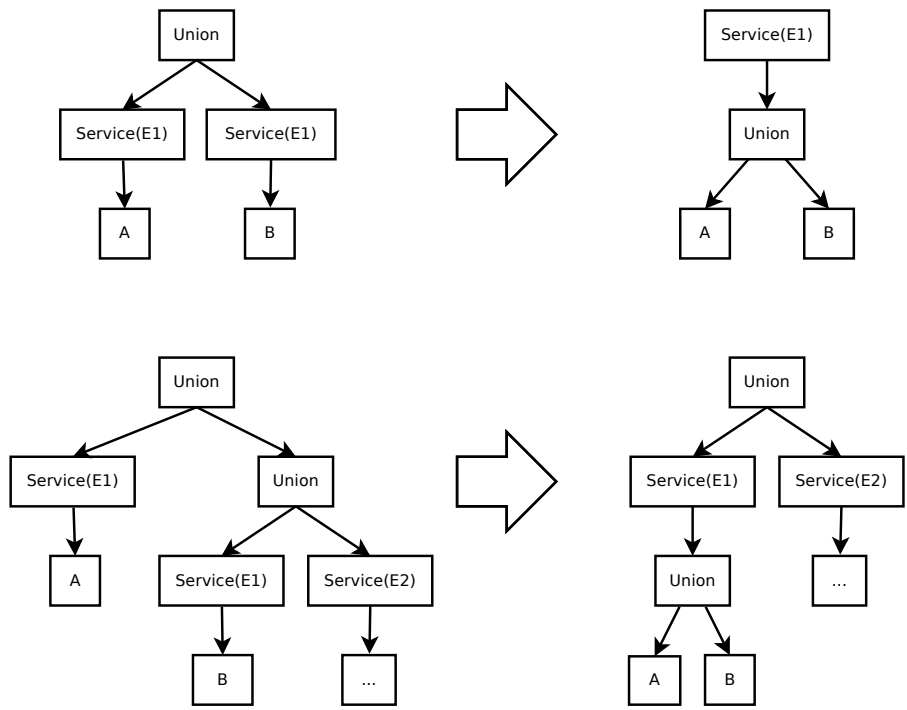 Union
Service(E1)
Service(E1)
Service(E1)
A
B
Union
A
B
Union
Service(E1)
Union
Service(E1)
Service(E2)
A
B
...
Union
Service(E1)
Service(E2)
Union
...
A
B